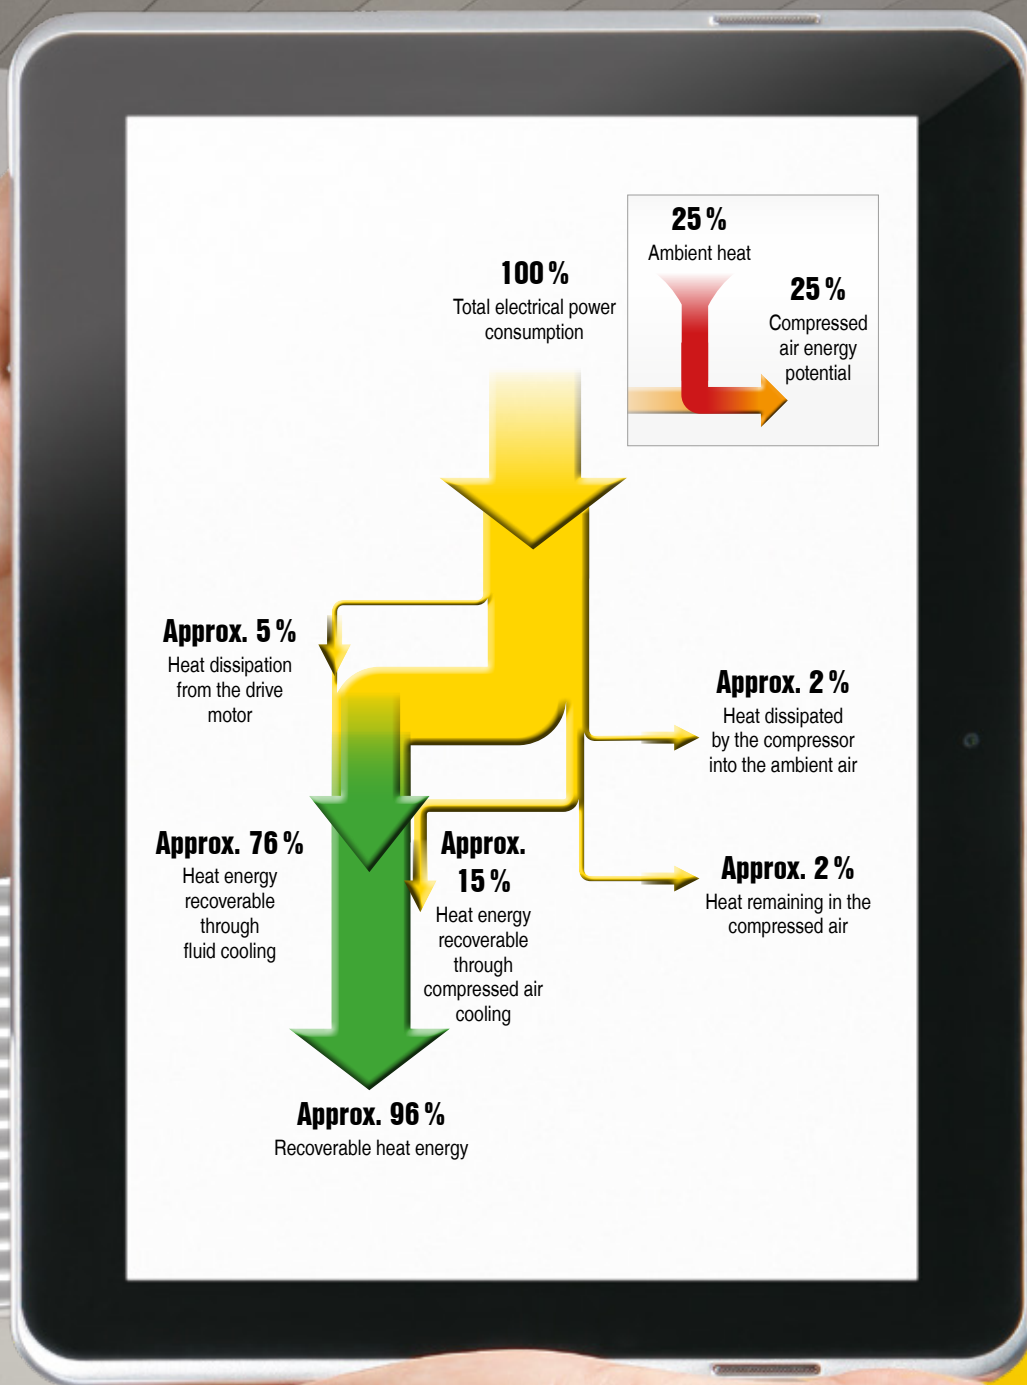 25 %
Ambient heat
100 %
Total electrical power
consumption
25 %
Compressed
air energy
potential
Approx. 5 %
Heat dissipation
from the drive
motor
Approx. 2 %
Heat dissipated
by the compressor
into the ambient air
Approx. 76 %
Heat energy
recoverable
through
fluid cooling
Approx.
15 %
Heat energy
recoverable
through
compressed air
cooling
Approx. 2 %
Heat remaining in the
compressed air
Approx. 96 %
Recoverable heat energy